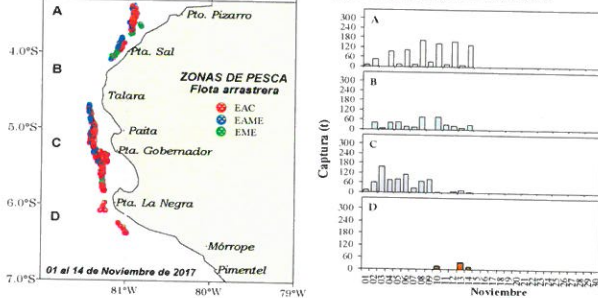 A
B
C
D
4.0°S
5.0°S
6.0°S
7.0°S
81°W
80°W
79°W
Pto. Pizarro
Pta. Sal
Talara
Paita
Pta. Gobernador
Pta. La Negra
Mórrope
Pimentel
ZONAS DE PESCA
Flota arrastrera
EAC
EAME
EME
01 al 14 de Noviembre de 2017
Captura (t)
A
300
240
180
120
60
0
B
300
240
180
120
60
0
C
300
240
180
120
60
0
D
300
240
180
120
60
0
Noviembre